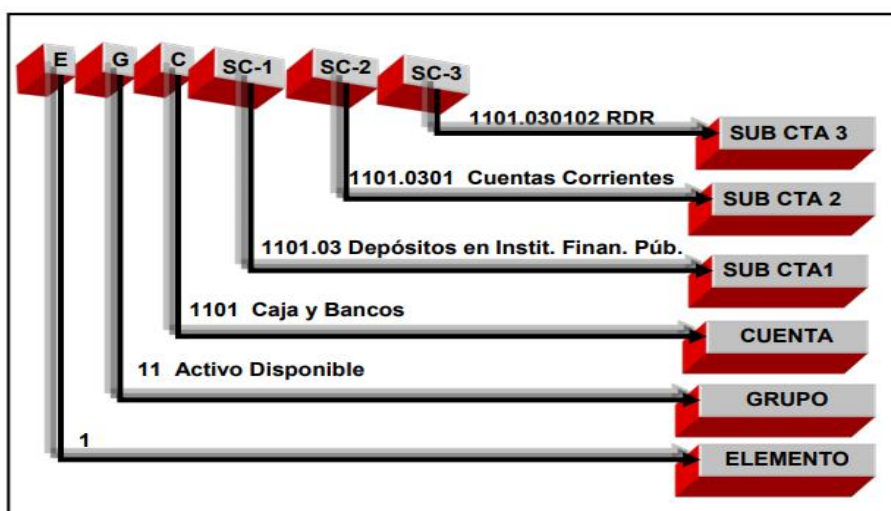 E G C SC-1 SC-2 SC-3
1101.030102 RDR SUB CTA 3
1101.0301 Cuentas Corrientes SUB CTA 2
1101.03 Depósitos en Instit. Finan. Púb. SUB CTA1
1101 Caja y Bancos CUENTA
11 Activo Disponible GRUPO
1 ELEMENTO